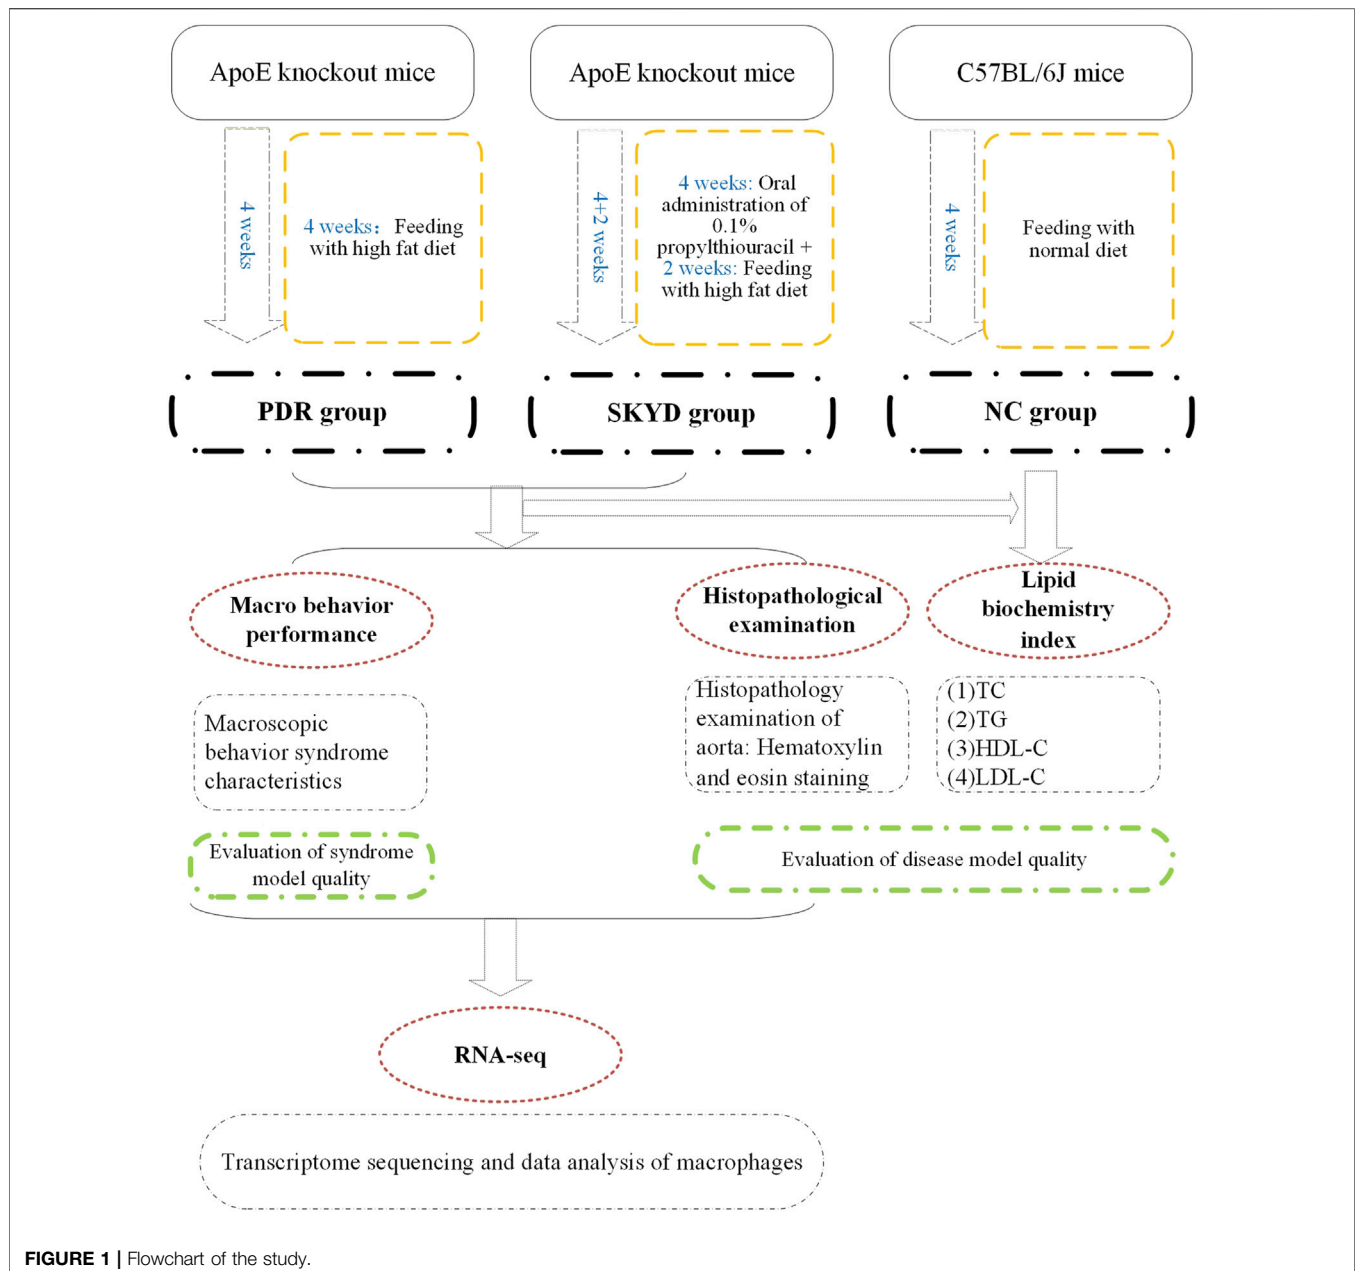 ApoE knockout mice
ApoE knockout mice
C57BL/6J mice
4 weeks
4 weeks: Feeding
with high fat diet
4+2 weeks
4 weeks: Oral
administration of
0.1%
propylthiouracil +
2 weeks: Feeding
with high fat diet
4 weeks
Feeding with
normal diet
PDR group
SKYD group
NC group
Macro behavior
performance
Histopathological
examination
Lipid
biochemistry
index
Macroscopic
behavior syndrome
characteristics
Histopathology
examination of
aorta: Hematoxylin
and eosin staining
(1)TC
(2)TG
(3)HDL-C
(4)LDL-C
Evaluation of syndrome
model quality
Evaluation of disease model quality
RNA-seq
Transcriptome sequencing and data analysis of macrophages
FIGURE 1 | Flowchart of the study.